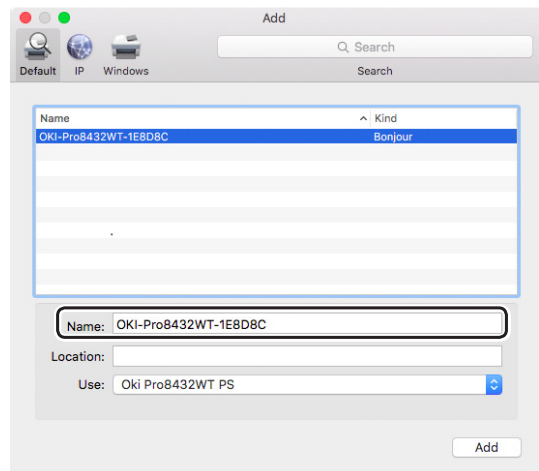 Add
Search
Default IP Windows Search
Name Kind
OKI-Pro8432WT-1E8D8C Bonjour
Name: OKI-Pro8432WT-1E8D8C
Location:
Use: Oki Pro8432WT PS
Add